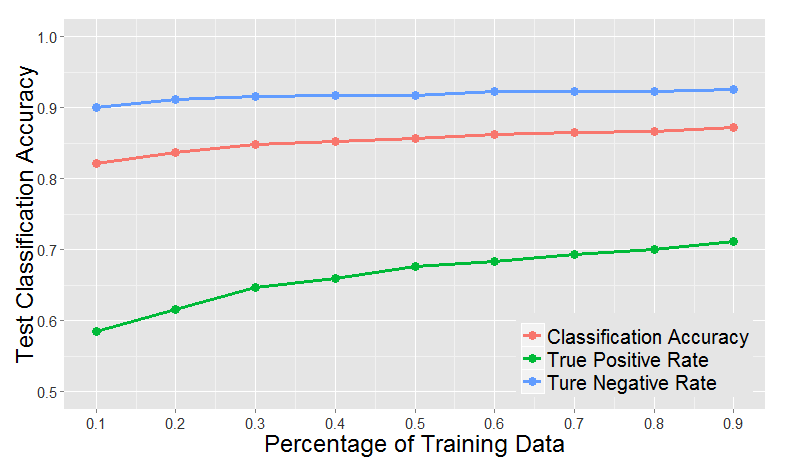 1.0
0.9
0.8
0.7
0.6
0.5
Test Classification Accuracy
Classification Accuracy
True Positive Rate
Ture Negative Rate
0.1 0.2 0.3 0.4 0.5 0.6 0.7 0.8 0.9
Percentage of Training Data